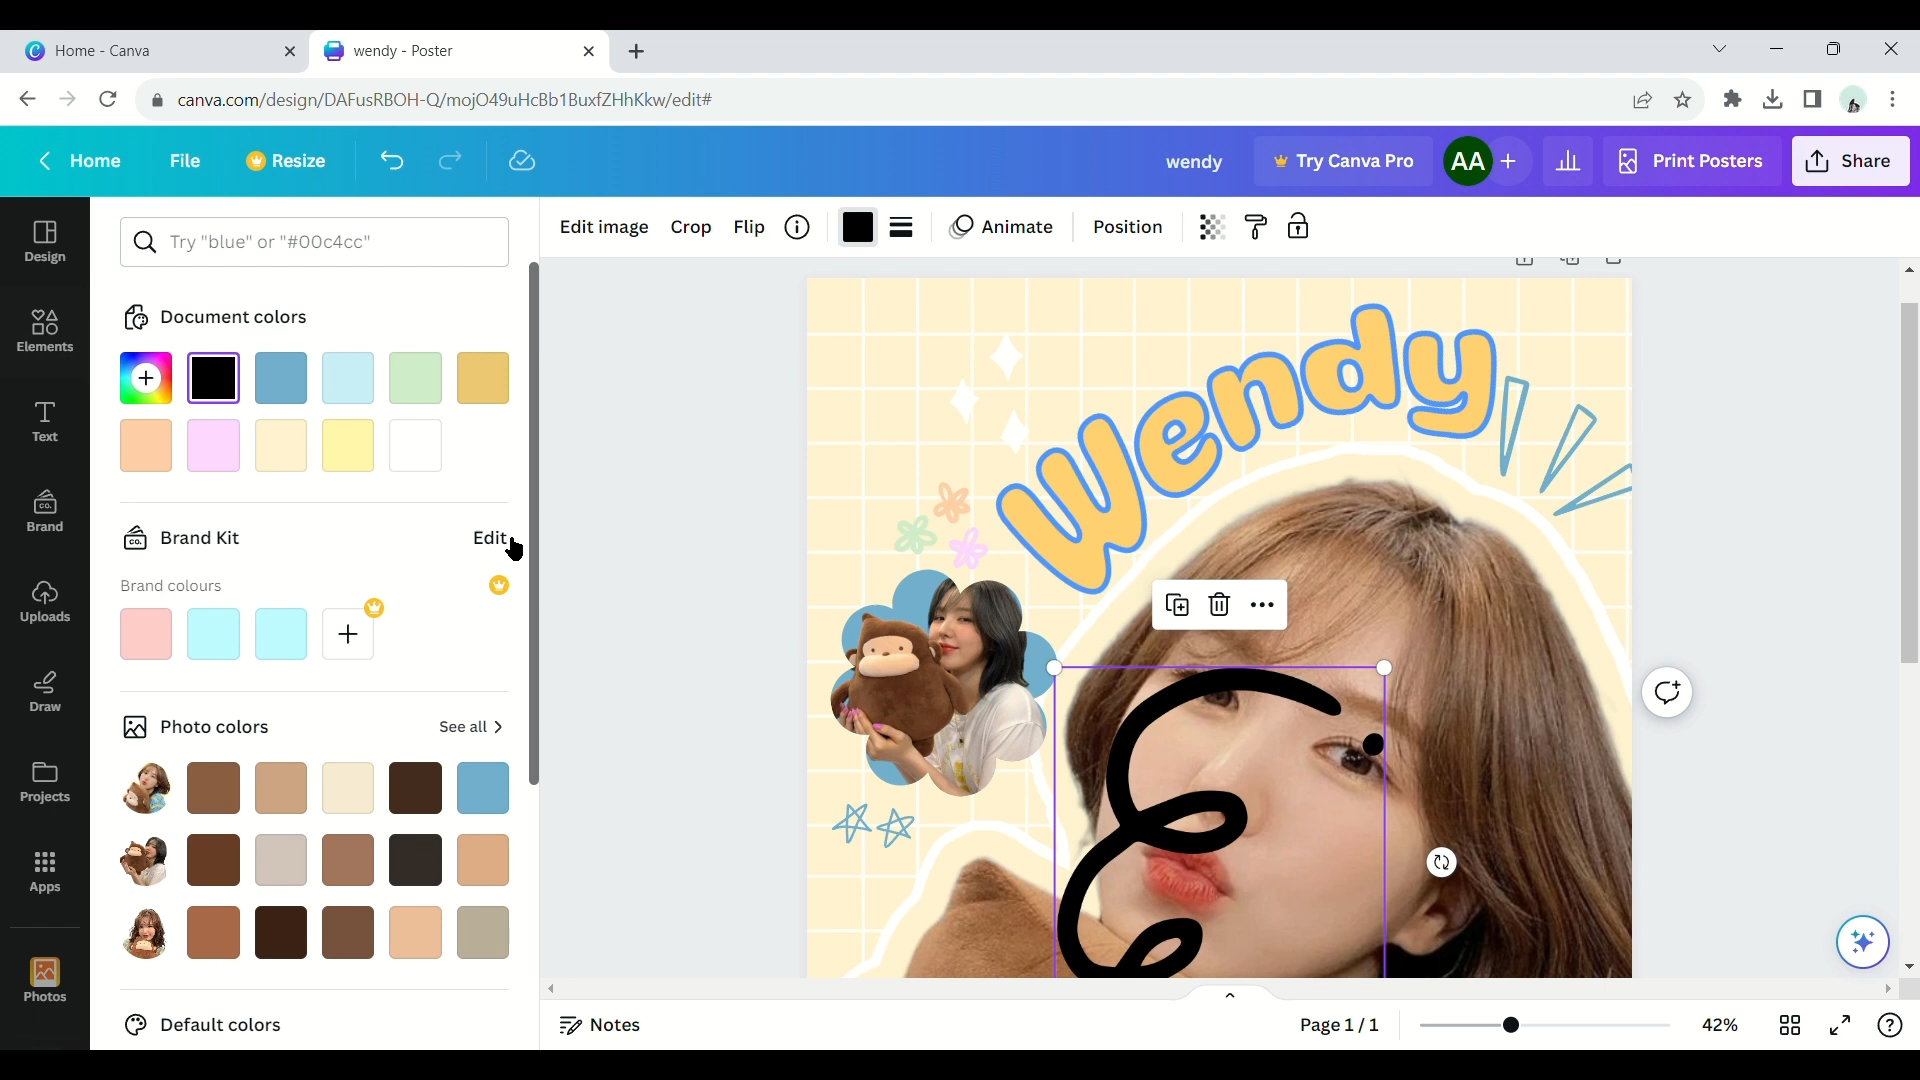 Home - Canva
wendy - Poster
canva.com/design/DAFusRBOH-Q/mojO49uHcBb1BuxfZHhKkw/edit#
Home
File
Resize
wendy
Try Canva Pro
AA
Print Posters
Share
Design
Elements
Text
Brand
Uploads
Draw
Projects
Apps
Photos
Try "blue" or "#00c4cc"
Document colors
Brand Kit
Edit
Brand colours
Photo colors
See all
Default colors
Edit image
Crop
Flip
Animate
Position
Wendy
Notes
Page 1 / 1
42%